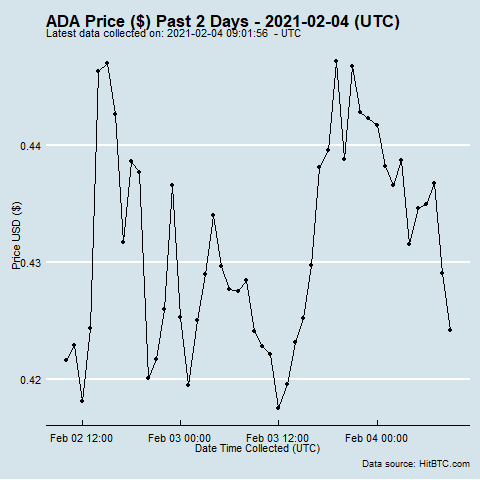 ADA Price ($) Past 2 Days - 2021-02-04 (UTC)
Latest data collected on: 2021-02-04 09:01:56 - UTC
0.44
0.43
0.42
Price USD ($)
Feb 02 12:00
Feb 03 00:00
Feb 03 12:00
Feb 04 00:00
Date Time Collected (UTC)
Data source: HitBTC.com